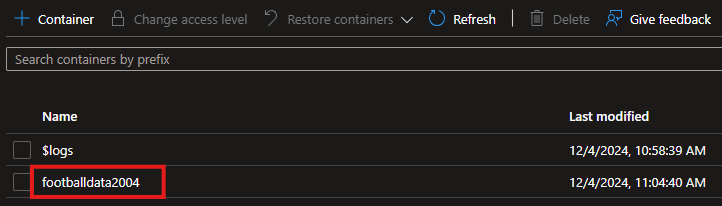 Container Change access level Restore containers Refresh Delete Give feedback
Search containers by prefix
Name Last modified
$logs 12/4/2024, 10:58:39 AM
footballdata2004 12/4/2024, 11:04:40 AM